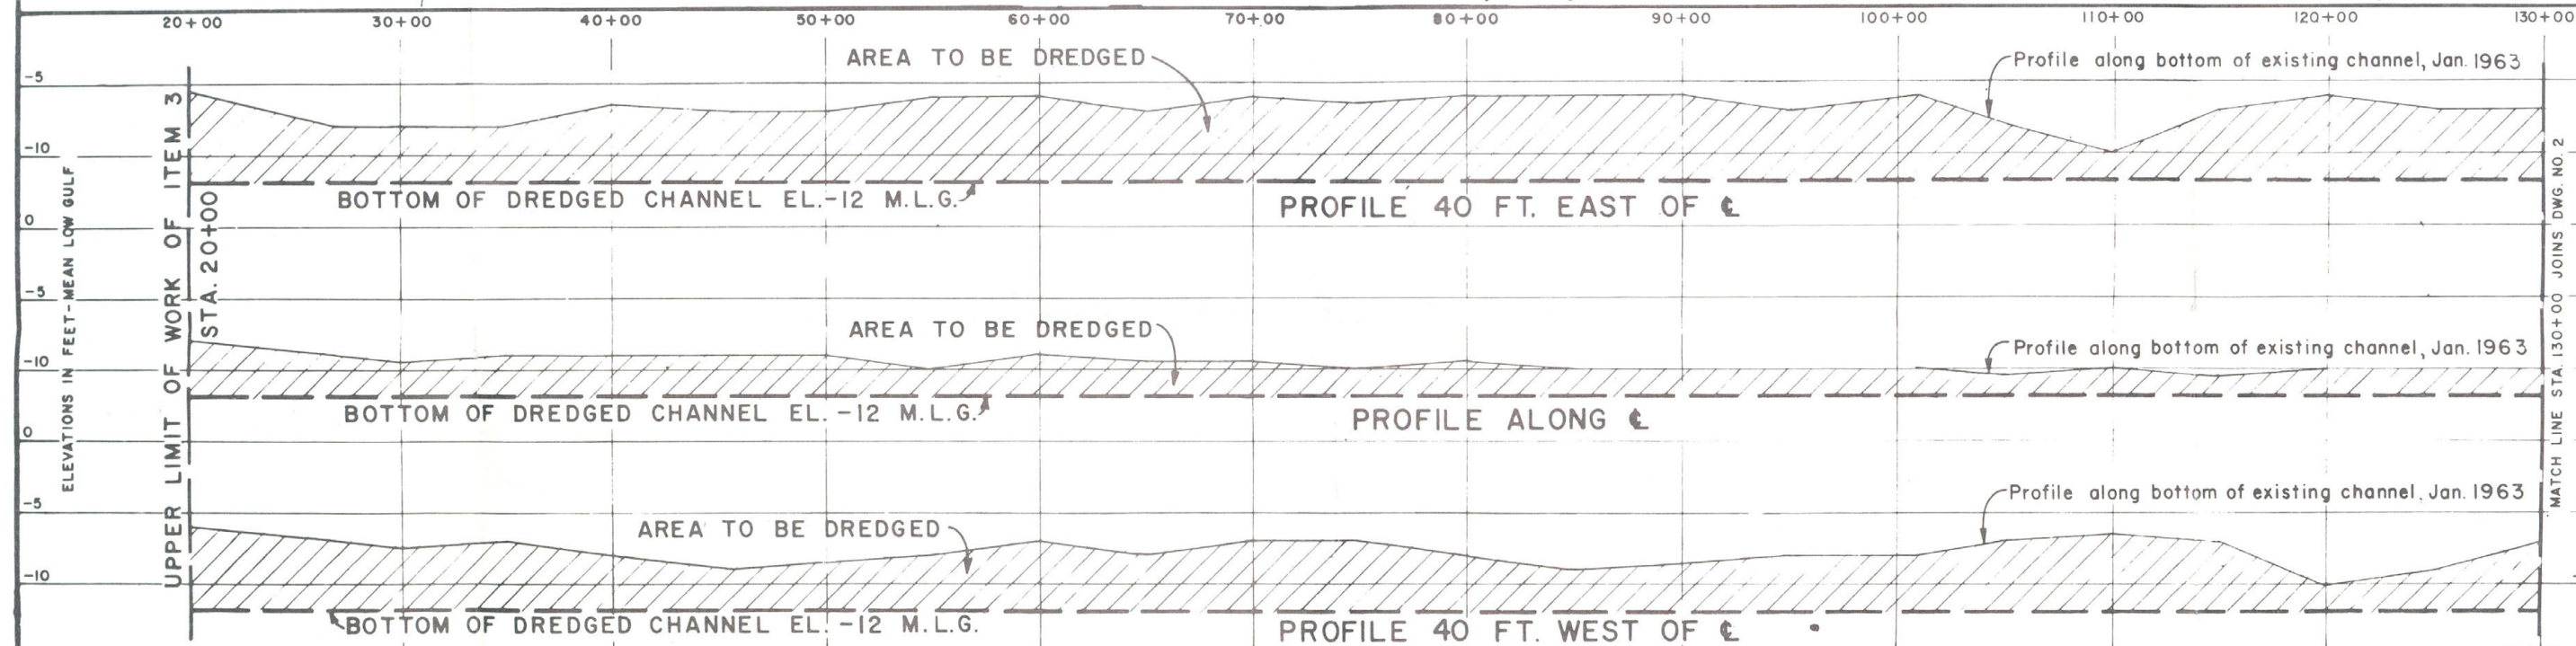 20+00 30+00 40+00 50+00 60+00 70+00 80+00 90+00 100+00 110+00 120+00 130+00
AREA TO BE DREDGED
Profile along bottom of existing channel, Jan. 1963
-5
-10
BOTTOM OF DREDGED CHANNEL EL.-12 M.L.G.
PROFILE 40 FT. EAST OF ℄
0
-5
AREA TO BE DREDGED
Profile along bottom of existing channel, Jan. 1963
-10
BOTTOM OF DREDGED CHANNEL EL. -12 M.L.G.
PROFILE ALONG ℄
0
-5
Profile along bottom of existing channel, Jan. 1963
AREA TO BE DREDGED
-10
BOTTOM OF DREDGED CHANNEL EL. -12 M.L.G.
PROFILE 40 FT. WEST OF ℄
ELEVATIONS IN FEET-MEAN LOW GULF
UPPER LIMIT OF WORK OF ITEM 3
STA. 20+00
MATCH LINE STA. 130+00 JOINS DWG. NO. 2